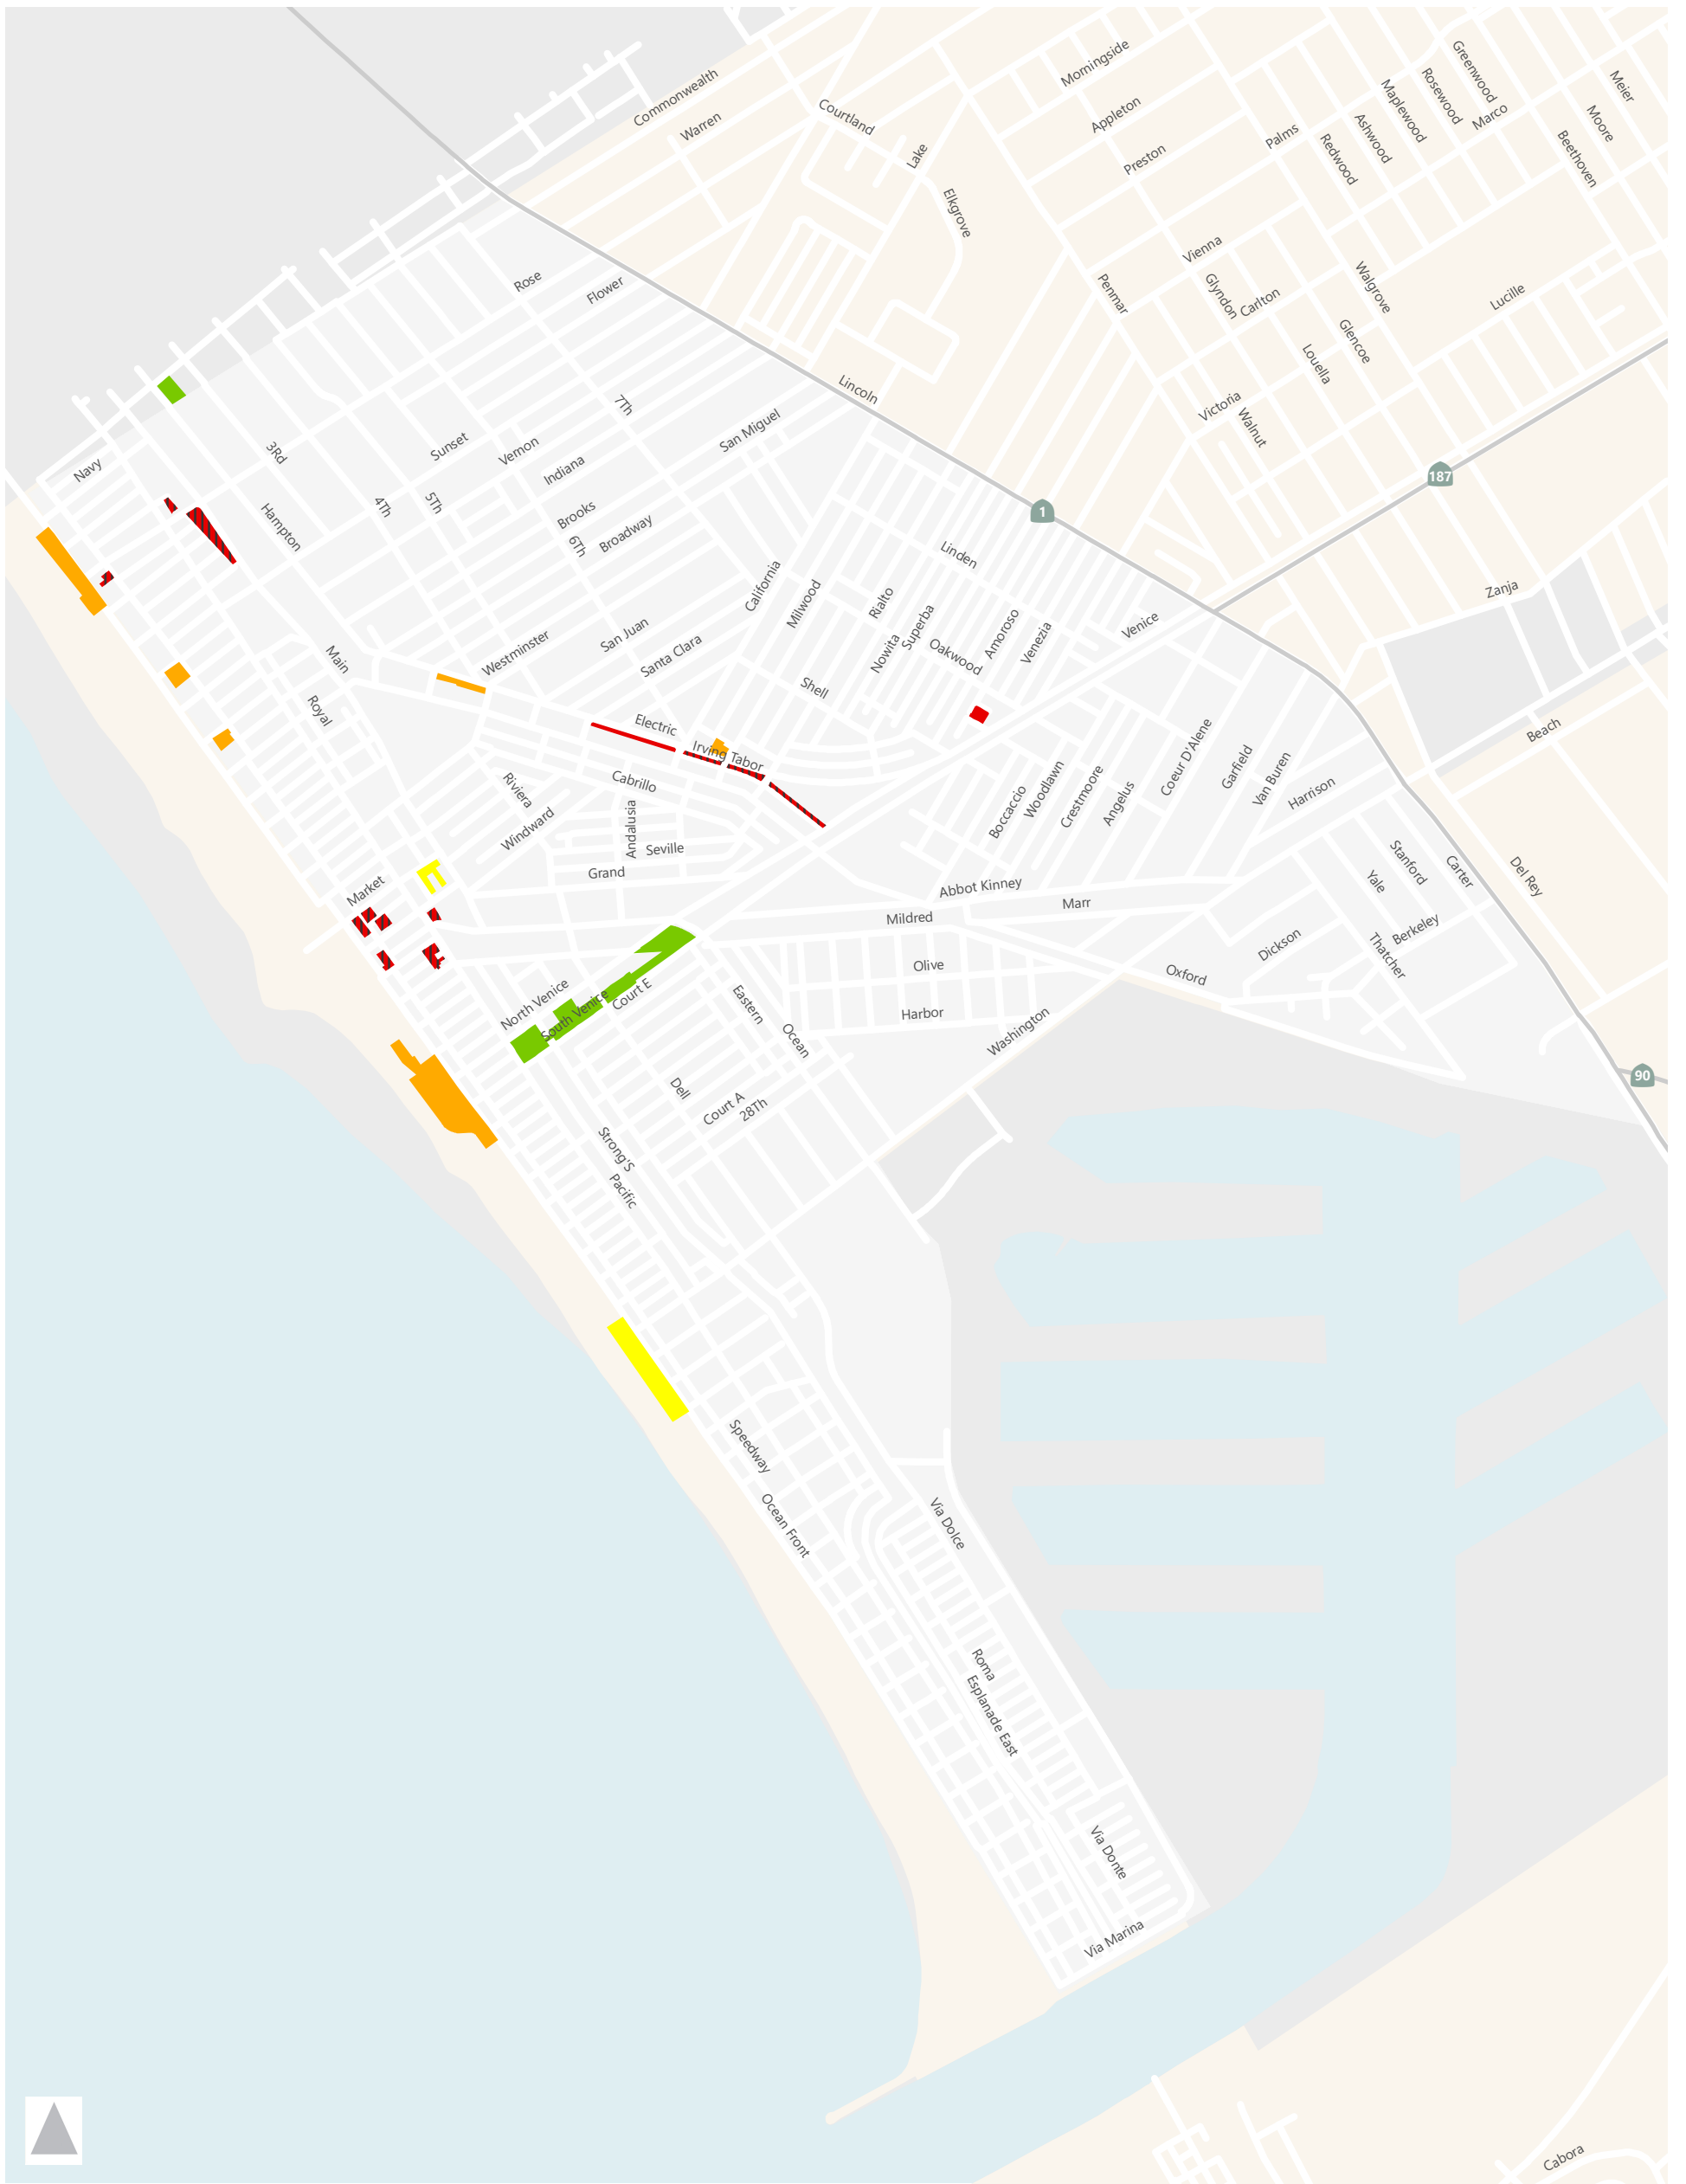 Commonwealth
Warren
Courtland
Lake
Elkgrove
Morningside
Appleton
Preston
Palms
Redwood
Ashwood
Maplewood
Rosewood
Greenwood
Marco
Meier
Moore
Beethoven
Vienna
Penmar
Glyndon
Carlton
Walgrove
Lucille
Glencoe
Louella
Victoria
Walnut
Rose
Flower
Lincoln
7Th
San Miguel
Sunset
Vernon
Indiana
3Rd
Navy
Hampton
4Th
5Th
Brooks
6Th
Broadway
1
187
Linden
Zanja
California
Milwood
Rialto
Superba
Nowita
Oakwood
Amoroso
Venezia
Venice
Westminster
San Juan
Santa Clara
Main
Royal
Shell
Electric
Irving Tabor
Beach
Riviera
Cabrillo
Windward
Andalusia
Seville
Grand
Boccaccio
Woodlawn
Crestmoore
Angelus
Coeur D'Alene
Garfield
Van Buren
Harrison
Stanford
Yale
Carter
Del Rey
Market
Abbot Kinney
Marr
Mildred
Berkeley
Dickson
Thatcher
Olive
Oxford
North Venice
South Venice
Court E
Eastern
Ocean
Harbor
Washington
90
Dell
Court A
28Th
Strong'S
Pacific
Speedway
Ocean Front
Via Dolce
Roma
Esplanade East
Via Donte
Via Marina
Cabora